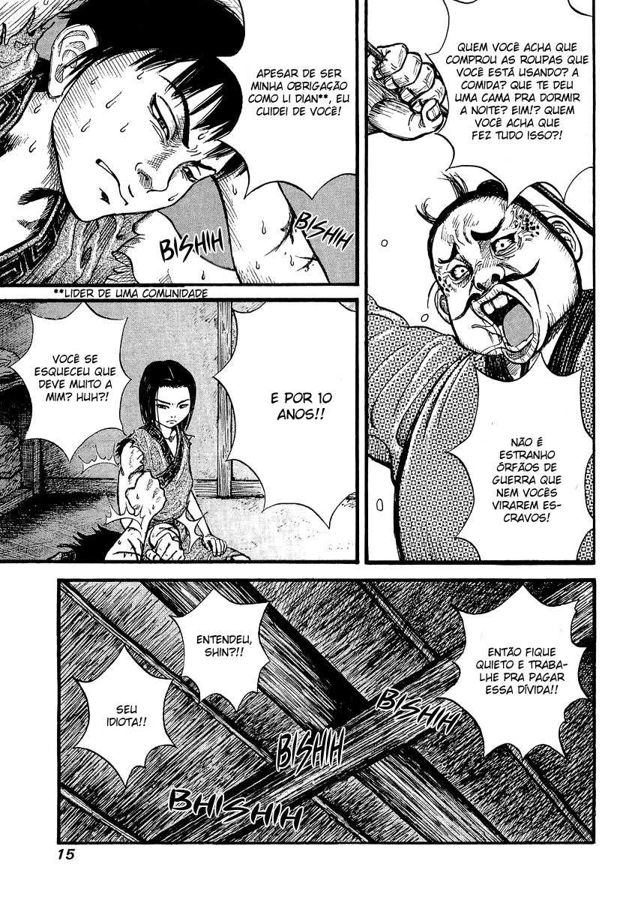 QUEM VOCÊ ACHA QUE
COMPROU AS ROUPAS QUE
VOCÊ ESTÁ USANDO? A
COMIDA? QUE TE DEU
UMA CAMA PRA DORMIR
A NOITE? EIM!? QUEM
VOCÊ ACHA QUE
FEZ TUDO ISSO?!
NÃO É
ESTRANHO
ÓRFÃOS DE
GUERRA QUE
NEM VOCÊS
VIRAREM ES-
CRAVOS!
APESAR DE SER
MINHA OBRIGAÇÃO
COMO LI DIAN**, EU
CUIDEI DE VOCÊ!
BISHIH
BISHIH
**LIDER DE UMA COMUNIDADE
E POR 10
ANOS!!
VOCÊ SE
ESQUECEU QUE
DEVE MUITO A
MIM? HUH?!
ENTÃO FIQUE
QUIETO E TRABA-
LHE PRA PAGAR
ESSA DÍVIDA!!
ENTENDEU,
SHIN?!!
SEU
IDIOTA!!
BISHIH
BISHIH
BHISHIH
15